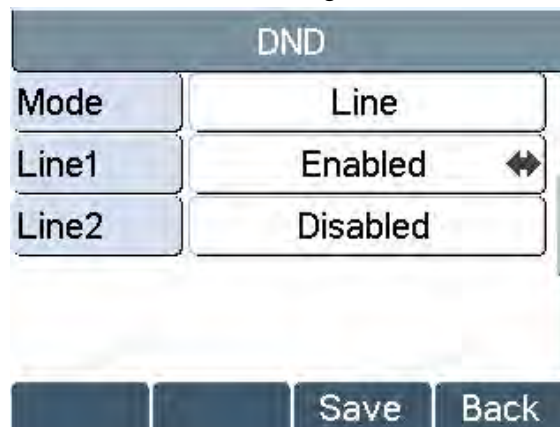 DND
Mode Line
Line1 Enabled
Line2 Disabled
Save Back